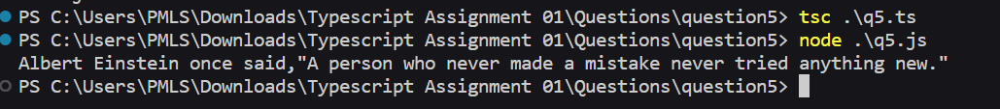 PS C:\Users\PMLS\Downloads\Typescript Assignment 01\Questions\question5> tsc .\q5.ts
PS C:\Users\PMLS\Downloads\Typescript Assignment 01\Questions\question5> node .\q5.js
Albert Einstein once said,"A person who never made a mistake never tried anything new."
PS C:\Users\PMLS\Downloads\Typescript Assignment 01\Questions\question5>